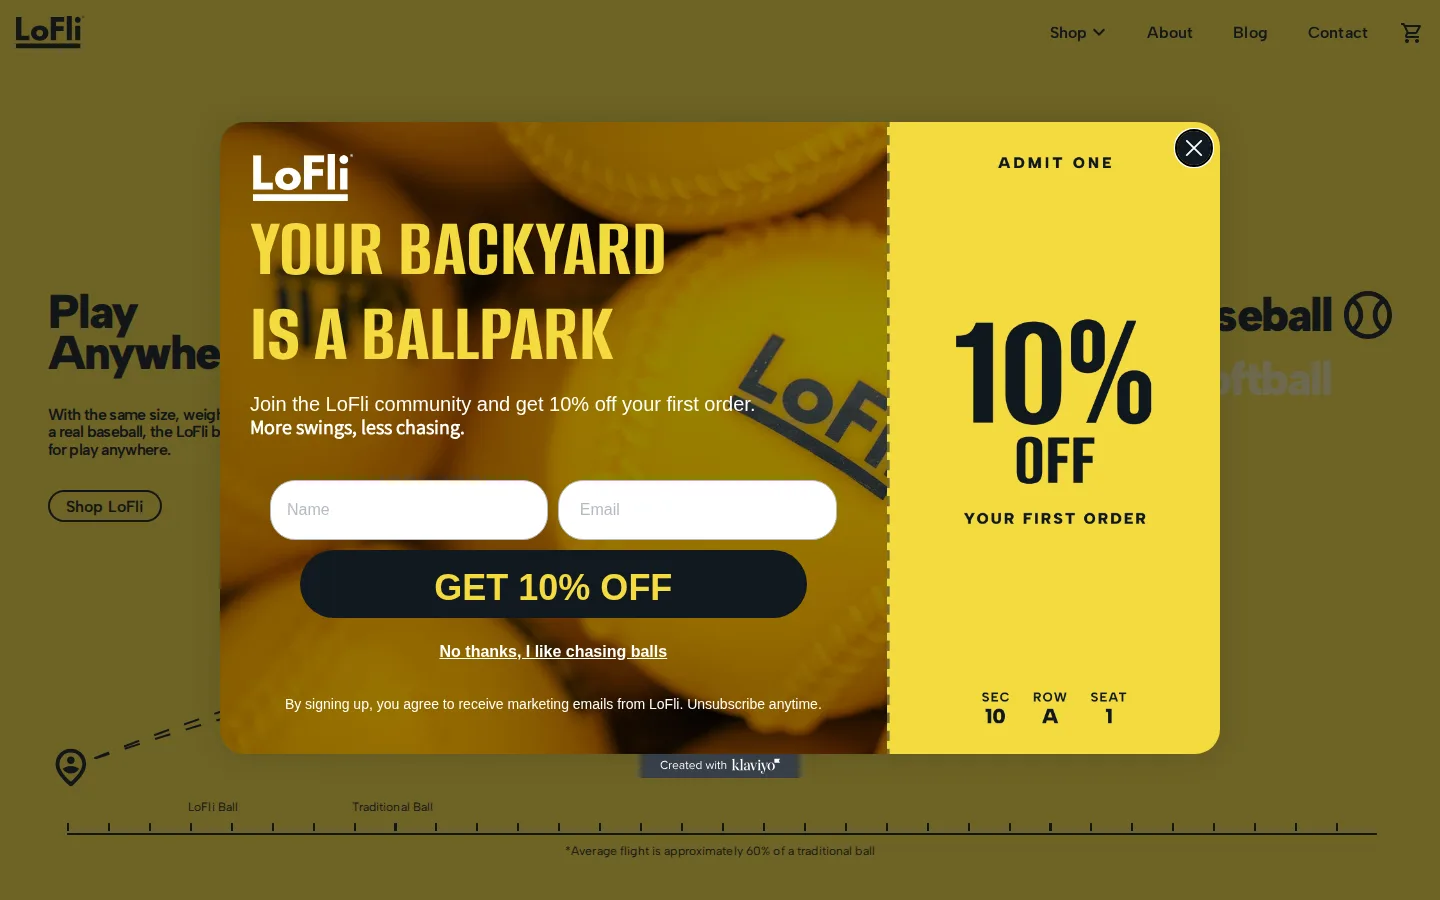 LoFli
Shop
About
Blog
Contact
LoFli
YOUR BACKYARD
IS A BALLPARK
Join the LoFli community and get 10% off your first order.
More swings, less chasing.
Name
Email
GET 10% OFF
No thanks, I like chasing balls
By signing up, you agree to receive marketing emails from LoFli. Unsubscribe anytime.
ADMIT ONE
10%
OFF
YOUR FIRST ORDER
SEC ROW SEAT
10 A 1
Created with klaviyo
Play
Anywhe
With the same size, weigh
a real baseball, the LoFli b
for play anywhere.
Shop LoFli
seball
oftball
LoFli Ball
Traditional Ball
*Average flight is approximately 60% of a traditional ball